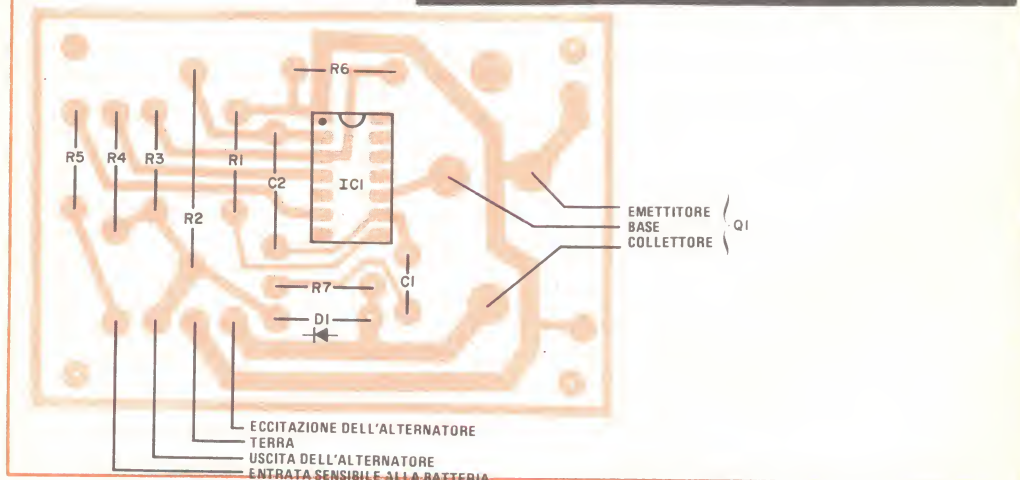 R6
R5
R4
R3
R1
C2
IC1
R2
EMETTITORE
BASE
COLLETTORE
Q1
R7
C1
D1
ECCITAZIONE DELL'ALTERNATORE
TERRA
USCITA DELL'ALTERNATORE
ENTRATA SENSIBILE ALLA BATTERIA